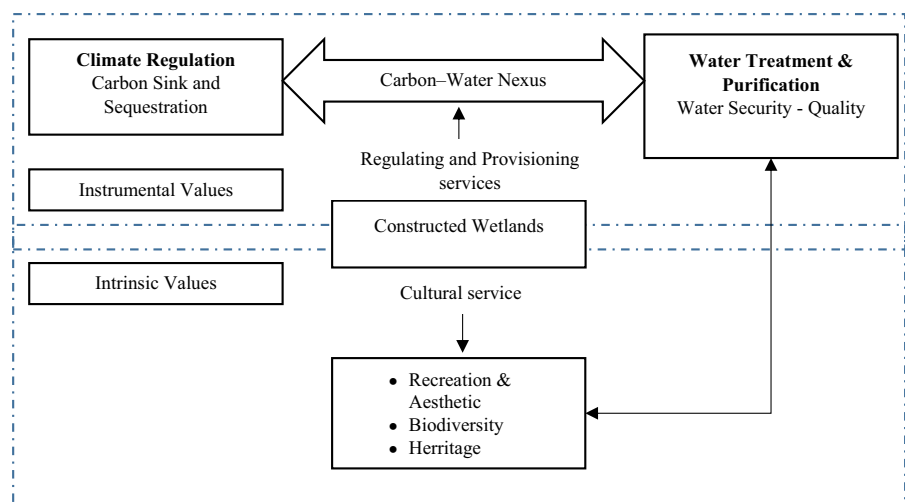 Climate Regulation
Carbon Sink and
Sequestration
Carbon–Water Nexus
Water Treatment &
Purification
Water Security - Quality
Regulating and Provisioning
services
Instrumental Values
Constructed Wetlands
Intrinsic Values
Cultural service
• Recreation &
Aesthetic
• Biodiversity
• Herritage